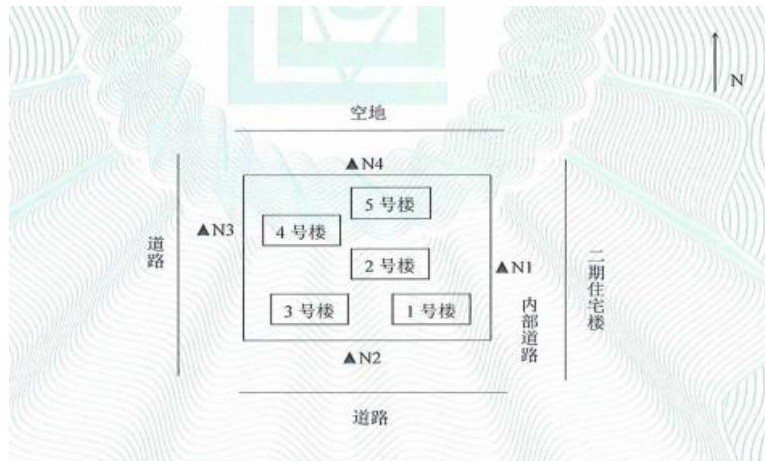 N
空地
▲N4
5号楼
▲N3
4号楼
道路
2号楼
▲N1
二期住宅楼
3号楼
1号楼
内部道路
▲N2
道路